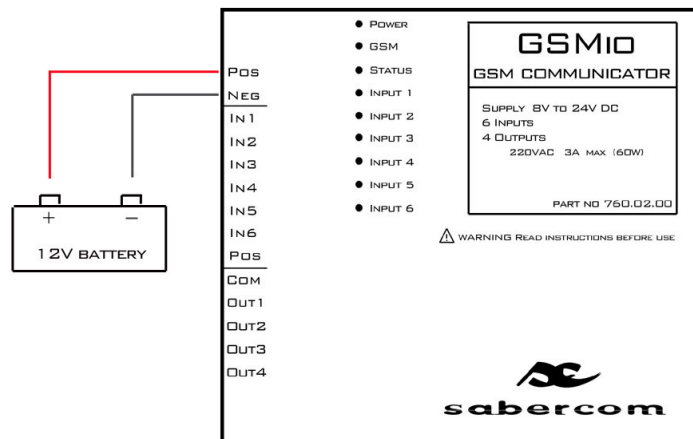 Pos
Neg
In1
In2
In3
In4
In5
In6
Pos
Com
Out1
Out2
Out3
Out4
+ −
12V battery
Power
GSM
Status
Input 1
Input 2
Input 3
Input 4
Input 5
Input 6
GSMio
GSM communicator
Supply 8V to 24V DC
6 Inputs
4 Outputs
220VAC 3A max (60W)
part no 760.02.00
warning Read instructions before use
sabercom